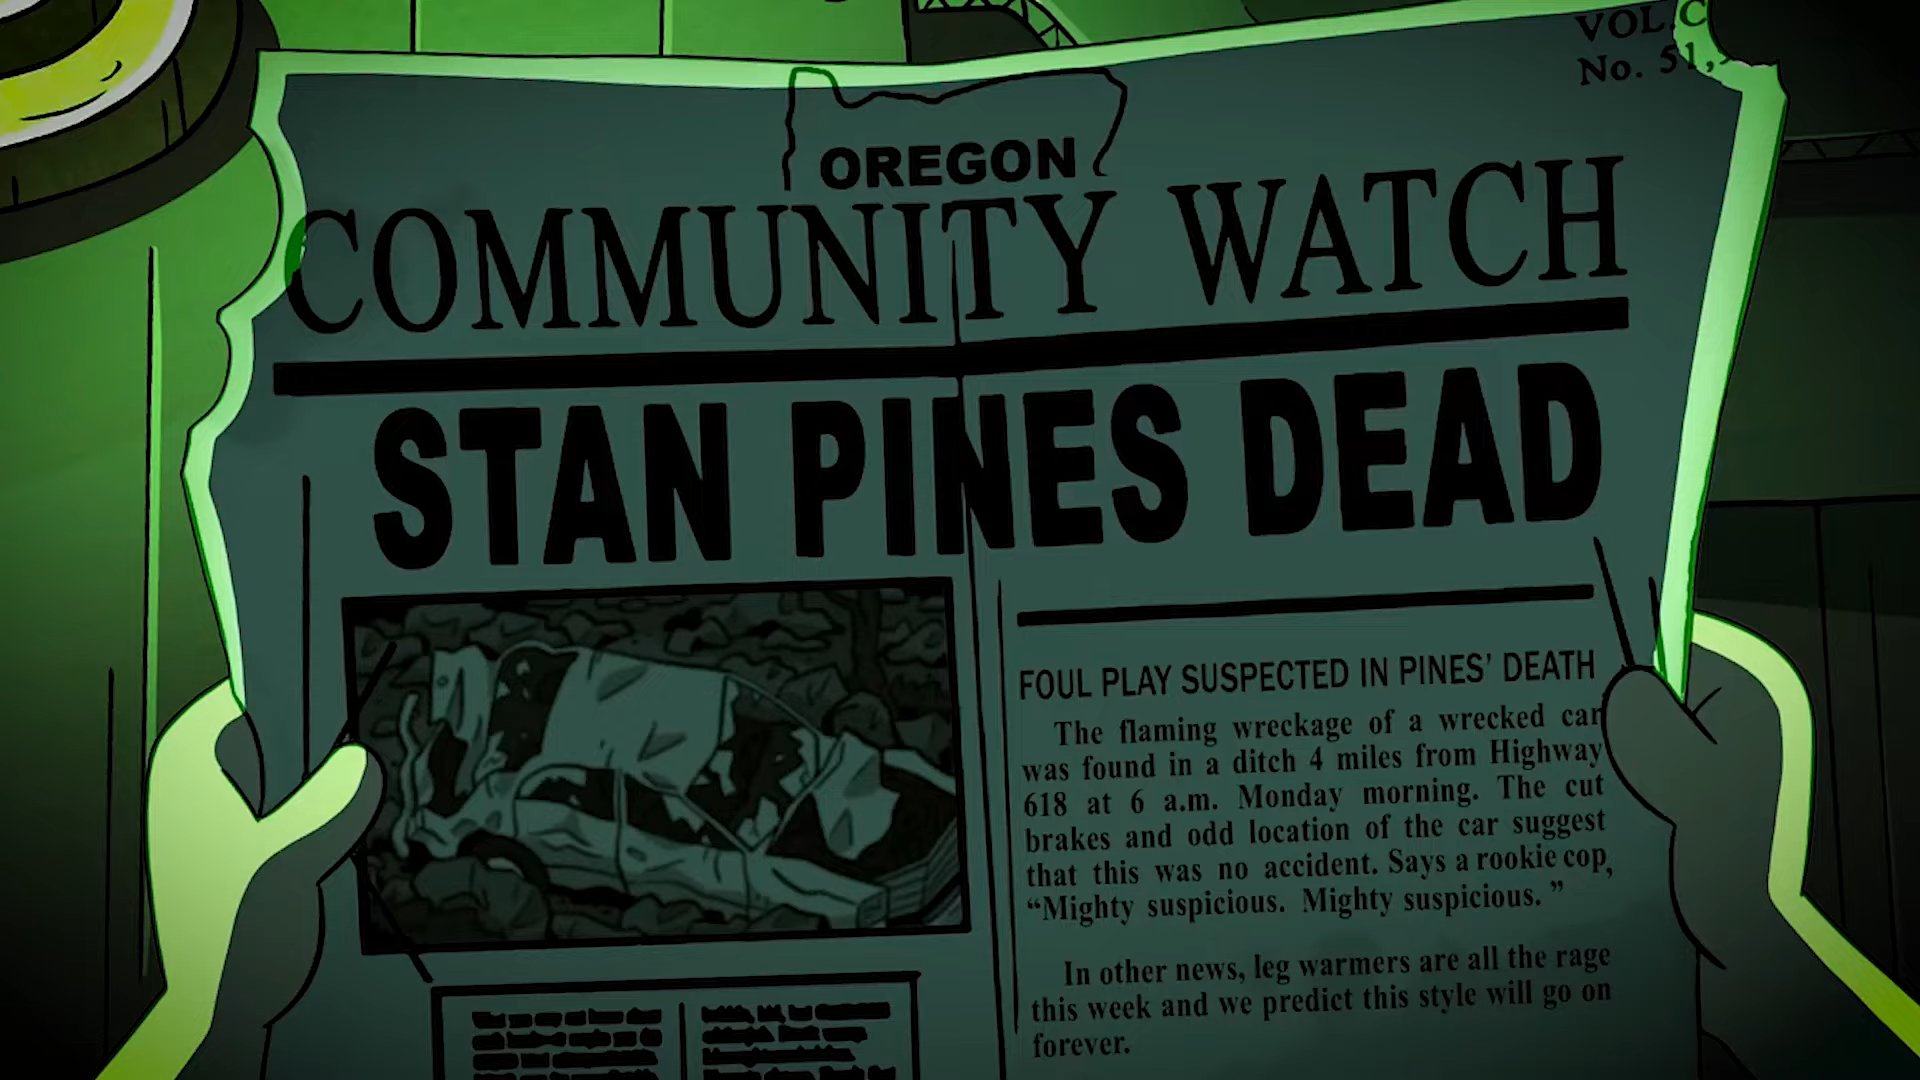 VOL.C
No. 51,
OREGON
COMMUNITY WATCH
STAN PINES DEAD
FOUL PLAY SUSPECTED IN PINES’ DEATH
The flaming wreckage of a wrecked car
was found in a ditch 4 miles from Highway
618 at 6 a.m. Monday morning. The cut
brakes and odd location of the car suggest
that this was no accident. Says a rookie cop,
“Mighty suspicious. Mighty suspicious.”
In other news, leg warmers are all the rage
this week and we predict this style will go on
forever.